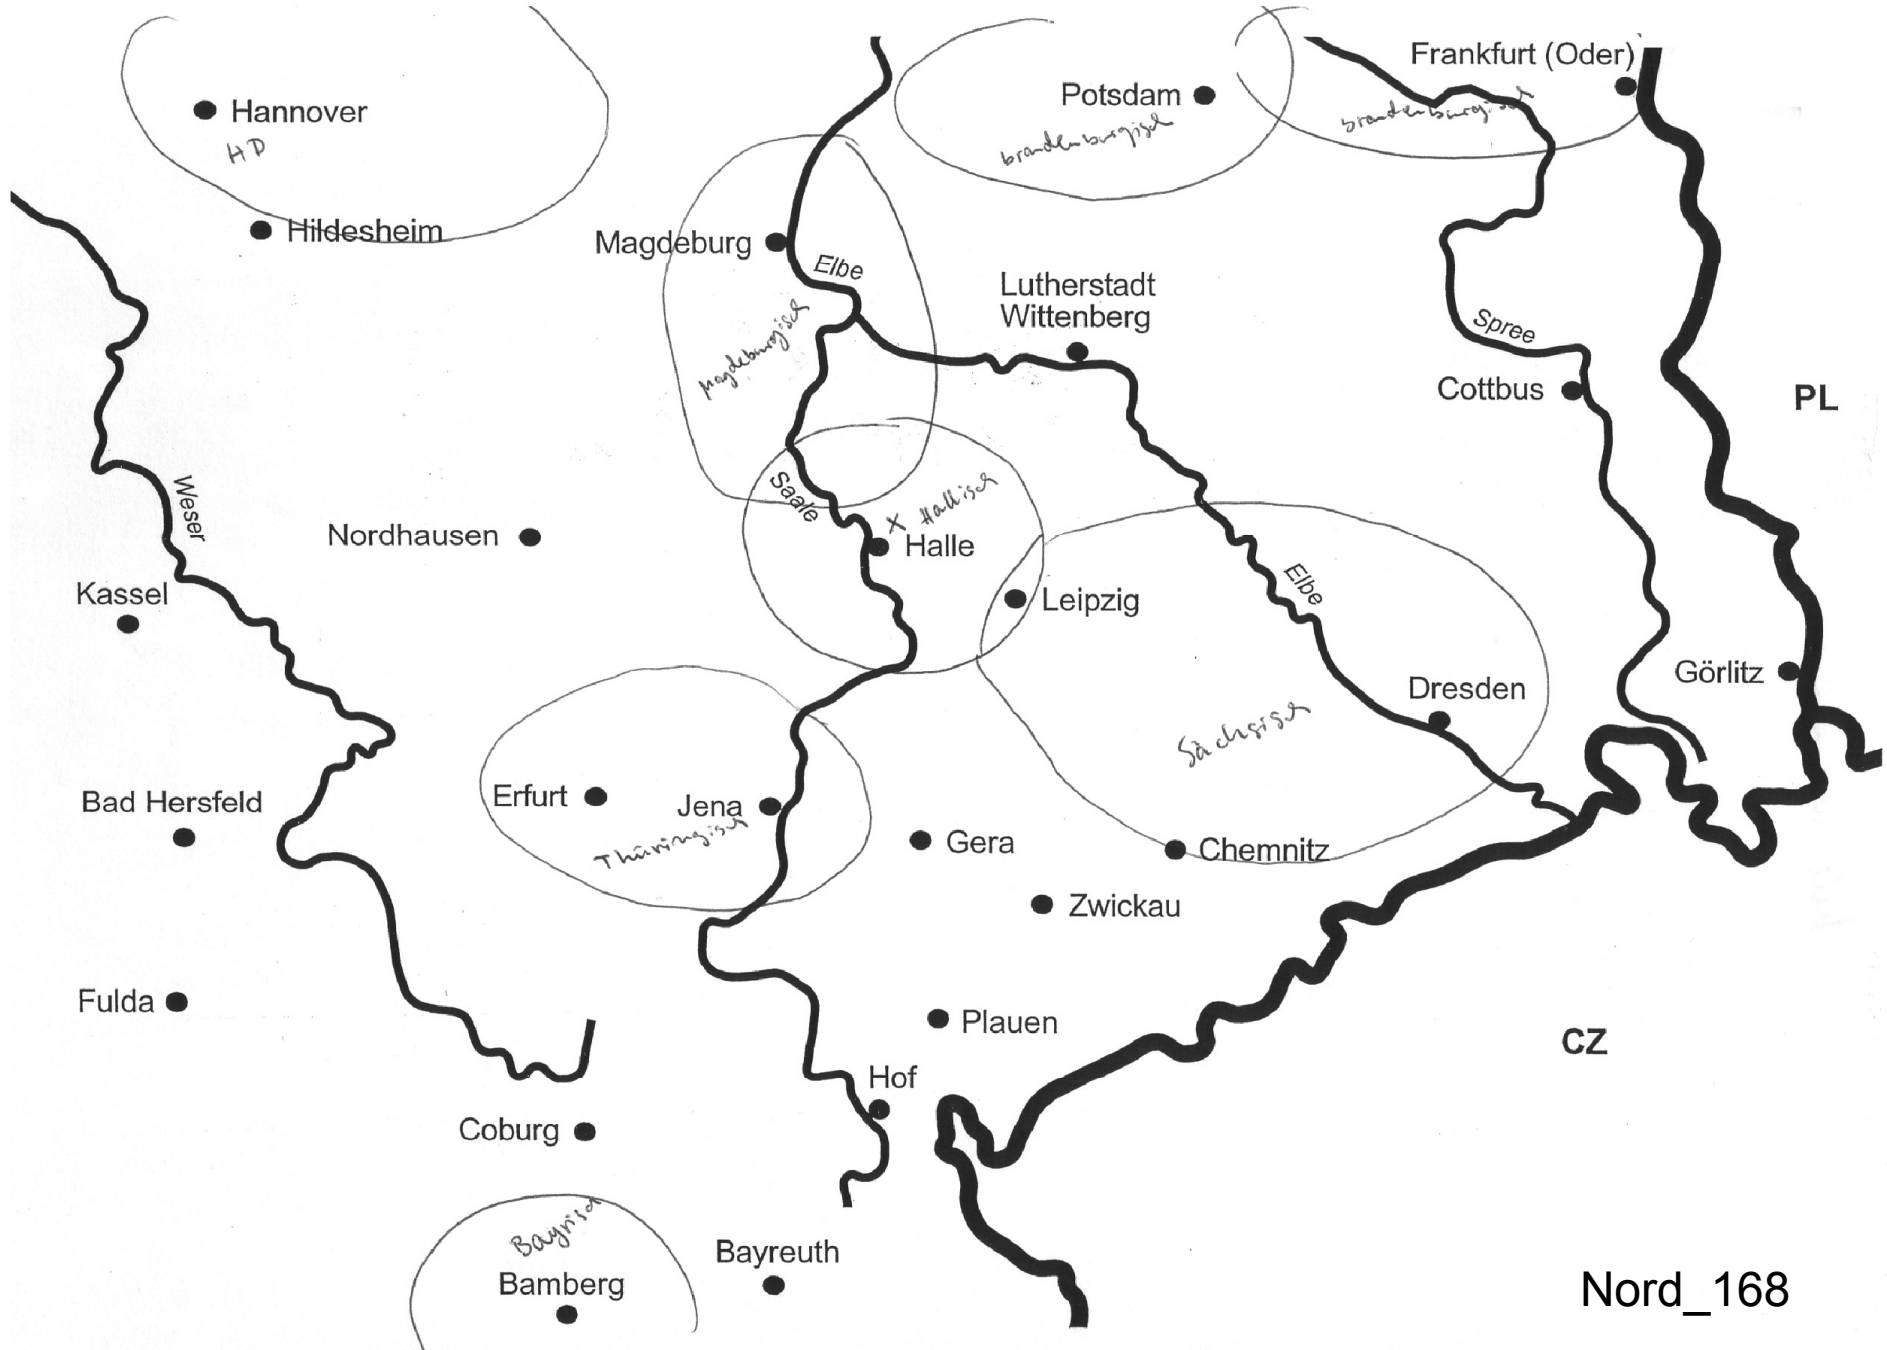 Frankfurt (Oder)
Potsdam
brandenburgisch
brandenburgisch
Hannover
HD
Hildesheim
Magdeburg
Elbe
Magdeburgisch
Lutherstadt
Wittenberg
Spree
Cottbus
PL
Weser
Saale
X Hallisch
Halle
Nordhausen
Kassel
Leipzig
Elbe
Görlitz
Dresden
Sächsisch
Erfurt
Jena
Thüringisch
Bad Hersfeld
Gera
Chemnitz
Zwickau
Fulda
Plauen
CZ
Hof
Coburg
Bayrisch
Bamberg
Bayreuth
Nord_168